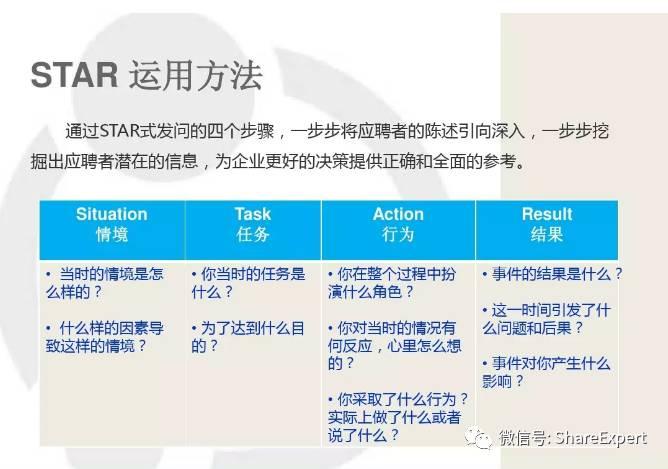 STAR 运用方法
通过STAR式发问的四个步骤，一步步将应聘者的陈述引向深入，一步步挖
掘出应聘者潜在的信息，为企业更好的决策提供正确和全面的参考。
Situation
情境
• 当时的情境是怎
么样的？
• 什么样的因素导
致这样的情境？
Task
任务
• 你当时的任务是
什么？
• 为了达到什么目
的？
Action
行为
• 你在整个过程中扮
演什么角色？
• 你对当时的情况有
何反应，心里怎么想
的？
• 你采取了什么行为？
实际上做了什么或者
说了什么？
Result
结果
• 事件的结果是什么？
• 这一时间引发了什
么问题和后果？
• 事件对你产生什么
影响？
微信号: ShareExpert